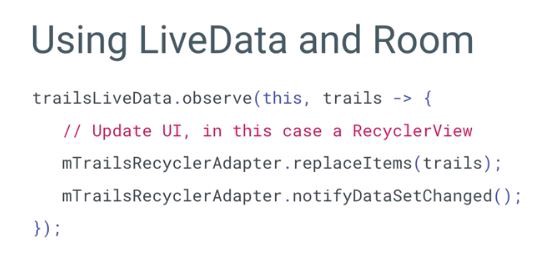 Using LiveData and Room
trailsLiveData.observe(this, trails -> {
// Update UI, in this case a RecyclerView
mTrailsRecyclerAdapter.replaceItems(trails);
mTrailsRecyclerAdapter.notifyDataSetChanged();
});